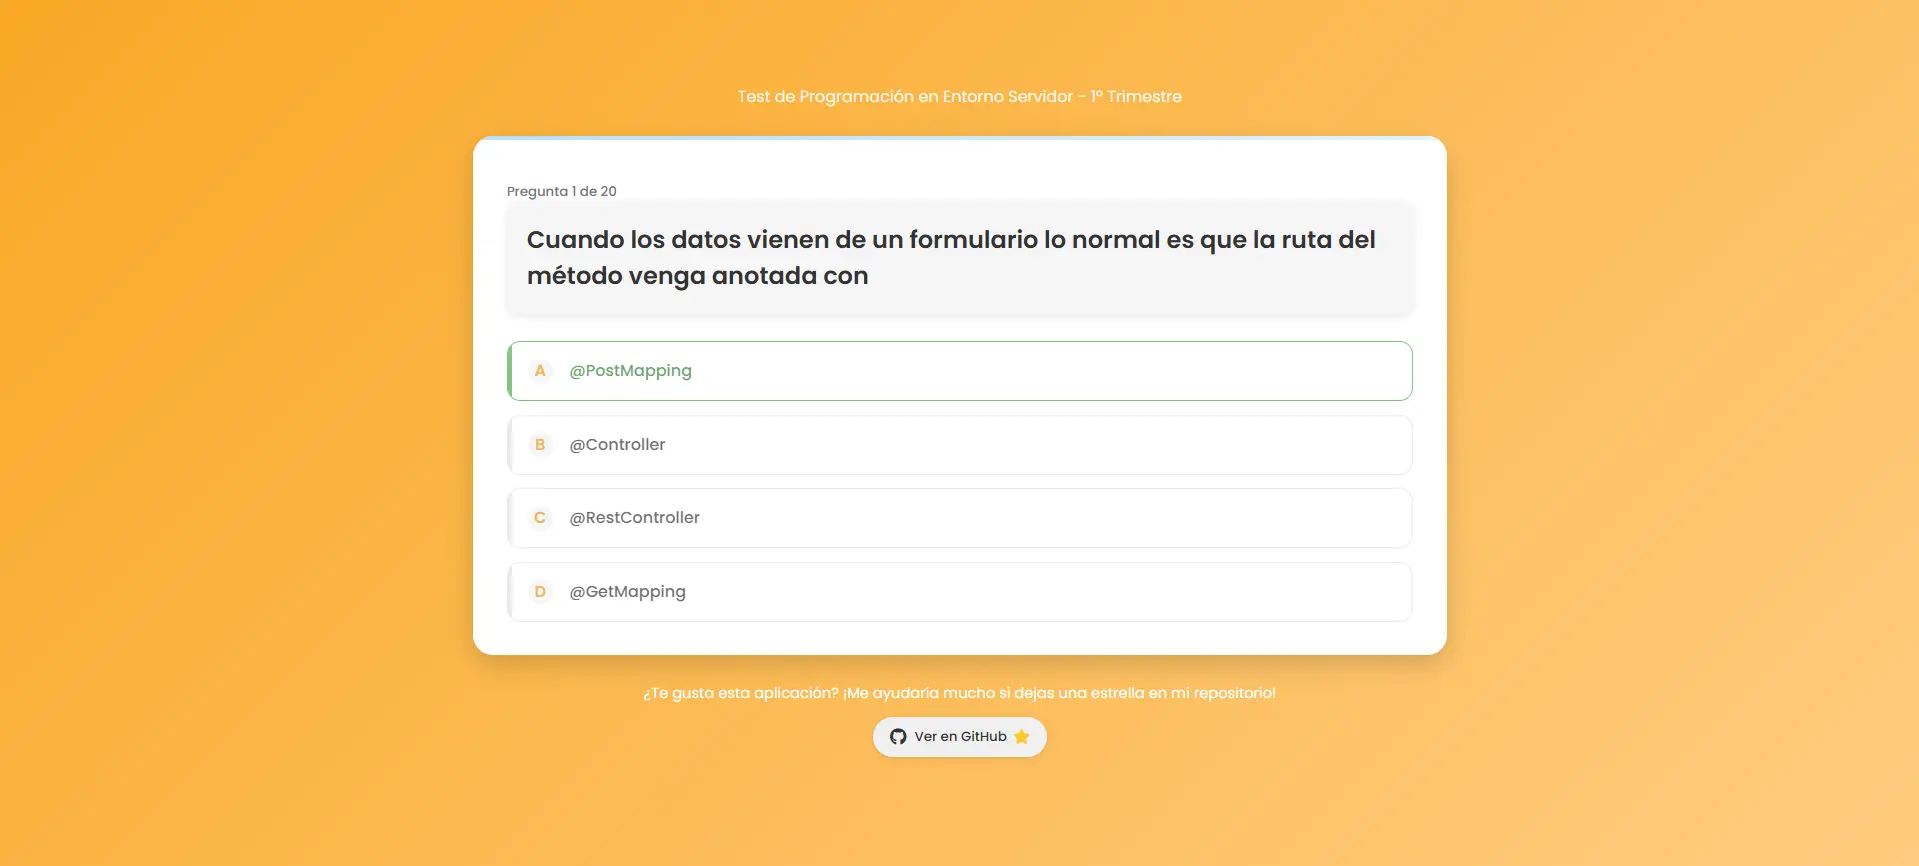 Test de Programación en Entorno Servidor - 1º Trimestre
Pregunta 1 de 20
Cuando los datos vienen de un formulario lo normal es que la ruta del
método venga anotada con
A @PostMapping
B @Controller
C @RestController
D @GetMapping
¿Te gusta esta aplicación? ¡Me ayudaría mucho si dejas una estrella en mi repositorio!
Ver en GitHub